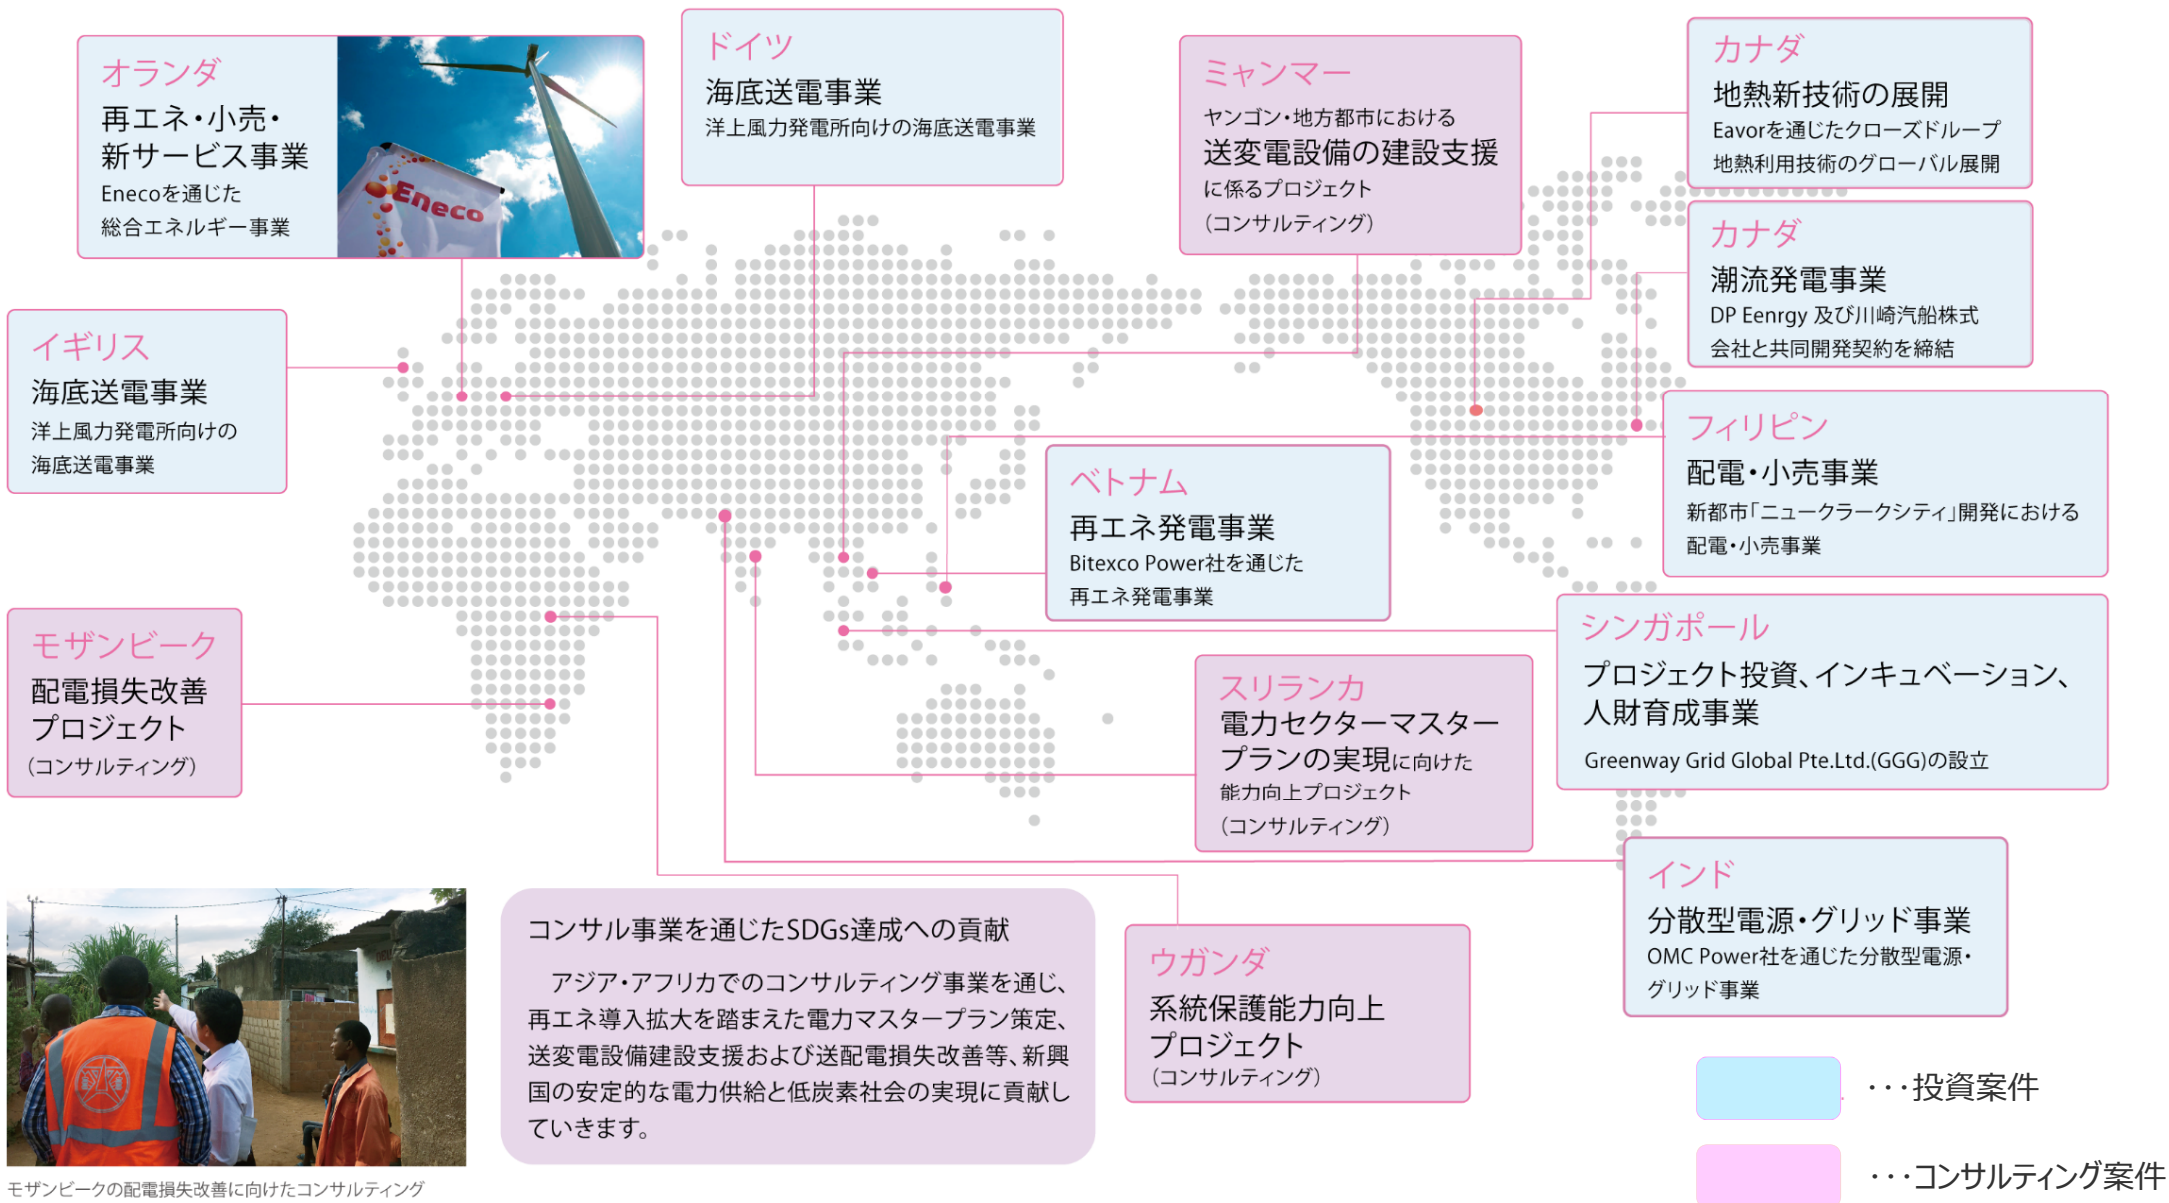 オランダ
再エネ・小売・
新サービス事業
Enecoを通じた
総合エネルギー事業
Eneco
ドイツ
海底送電事業
洋上風力発電所向けの海底送電事業
ミャンマー
ヤンゴン・地方都市における
送変電設備の建設支援
に係るプロジェクト
(コンサルティング)
カナダ
地熱新技術の展開
Eavorを通じたクローズドループ
地熱利用技術のグローバル展開
カナダ
潮流発電事業
DP Eenrgy 及び川崎汽船株式
会社と共同開発契約を締結
イギリス
海底送電事業
洋上風力発電所向けの
海底送電事業
フィリピン
配電・小売事業
新都市「ニュークラークシティ」開発における
配電・小売事業
ベトナム
再エネ発電事業
Bitexco Power社を通じた
再エネ発電事業
モザンビーク
配電損失改善
プロジェクト
(コンサルティング)
シンガポール
プロジェクト投資、インキュベーション、
人財育成事業
Greenway Grid Global Pte.Ltd.(GGG)の設立
スリランカ
電力セクターマスター
プランの実現に向けた
能力向上プロジェクト
(コンサルティング)
インド
分散型電源・グリッド事業
OMC Power社を通じた分散型電源・
グリッド事業
コンサル事業を通じたSDGs達成への貢献
アジア・アフリカでのコンサルティング事業を通じ、
再エネ導入拡大を踏まえた電力マスタープラン策定、
送変電設備建設支援および送配電損失改善等、新興
国の安定的な電力供給と低炭素社会の実現に貢献し
ていきます。
ウガンダ
系統保護能力向上
プロジェクト
(コンサルティング)
・・・投資案件
・・・コンサルティング案件
モザンビークの配電損失改善に向けたコンサルティング